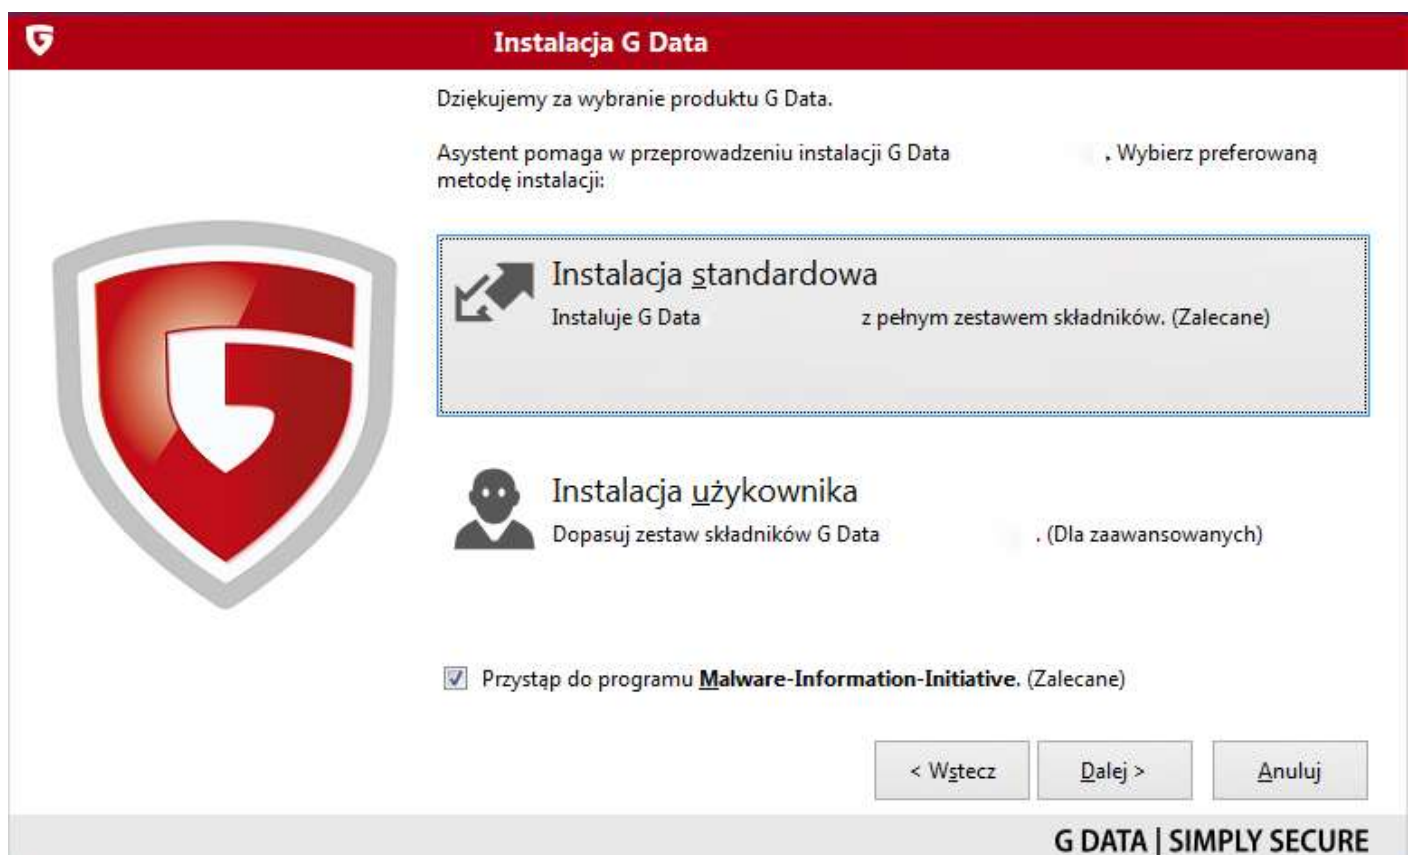 Instalacja G Data
Dziękujemy za wybranie produktu G Data.
Asystent pomaga w przeprowadzeniu instalacji G Data . Wybierz preferowaną
metodę instalacji:
Instalacja standardowa
Instaluje G Data z pełnym zestawem składników. (Zalecane)
Instalacja użykownika
Dopasuj zestaw składników G Data . (Dla zaawansowanych)
Przystąp do programu Malware-Information-Initiative. (Zalecane)
< Wstecz Dalej > Anuluj
G DATA | SIMPLY SECURE